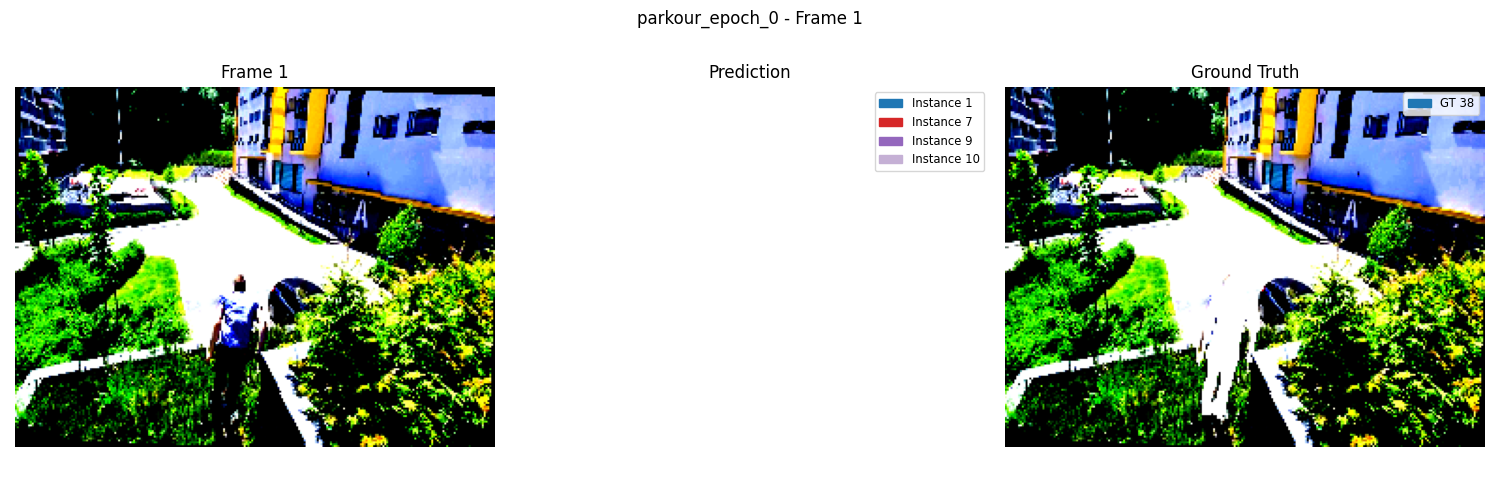 parkour_epoch_0 - Frame 1
Frame 1
Prediction
Ground Truth
Instance 1
Instance 7
Instance 9
Instance 10
GT 38
A
A